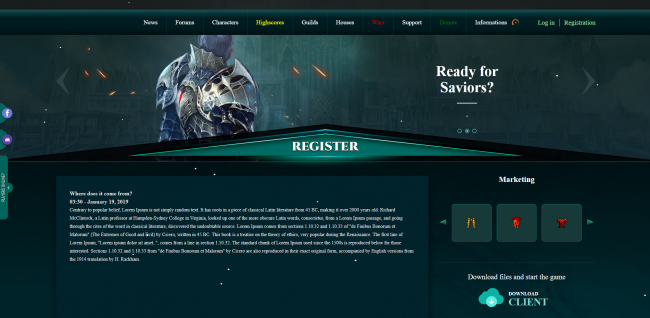 News Forums Characters Highscores Guilds Houses Wars Support Donate Informations Log in Registration
Ready for
Saviors?
REGISTER
Where does it come from?
03:30 - January 19, 2019
Contrary to popular belief, Lorem Ipsum is not simply random text. It has roots in a piece of classical Latin literature from 45 BC, making it over 2000 years old. Richard
McClintock, a Latin professor at Hampden-Sydney College in Virginia, looked up one of the more obscure Latin words, consectetur, from a Lorem Ipsum passage, and going
through the cites of the word in classical literature, discovered the undoubtable source. Lorem Ipsum comes from sections 1.10.32 and 1.10.33 of "de Finibus Bonorum et
Malorum" (The Extremes of Good and Evil) by Cicero, written in 45 BC. This book is a treatise on the theory of ethics, very popular during the Renaissance. The first line of
Lorem Ipsum, "Lorem ipsum dolor sit amet..", comes from a line in section 1.10.32. The standard chunk of Lorem Ipsum used since the 1500s is reproduced below for those
interested. Sections 1.10.32 and 1.10.33 from "de Finibus Bonorum et Malorum" by Cicero are also reproduced in their exact original form, accompanied by English versions from
the 1914 translation by H. Rackham.
Marketing
Download files and start the game
DOWNLOAD
CLIENT